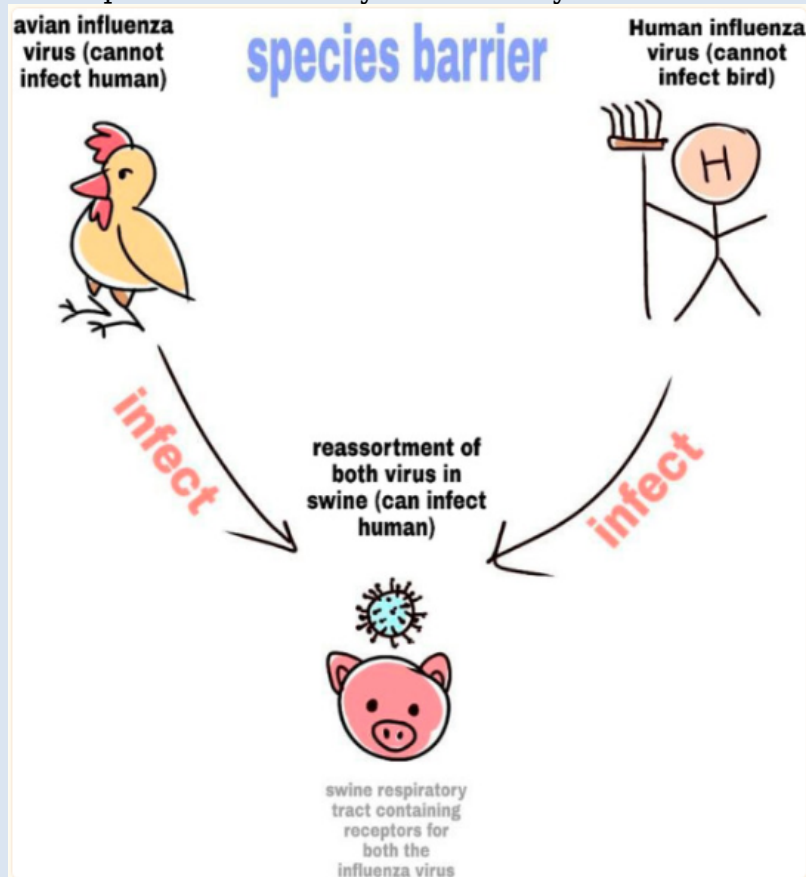 avian influenza
virus (cannot
infect human)
species barrier
Human influenza
virus (cannot
infect bird)
H
infect
infect
reassortment of
both virus in
swine (can infect
human)
swine respiratory
tract containing
receptors for
both the
influenza virus